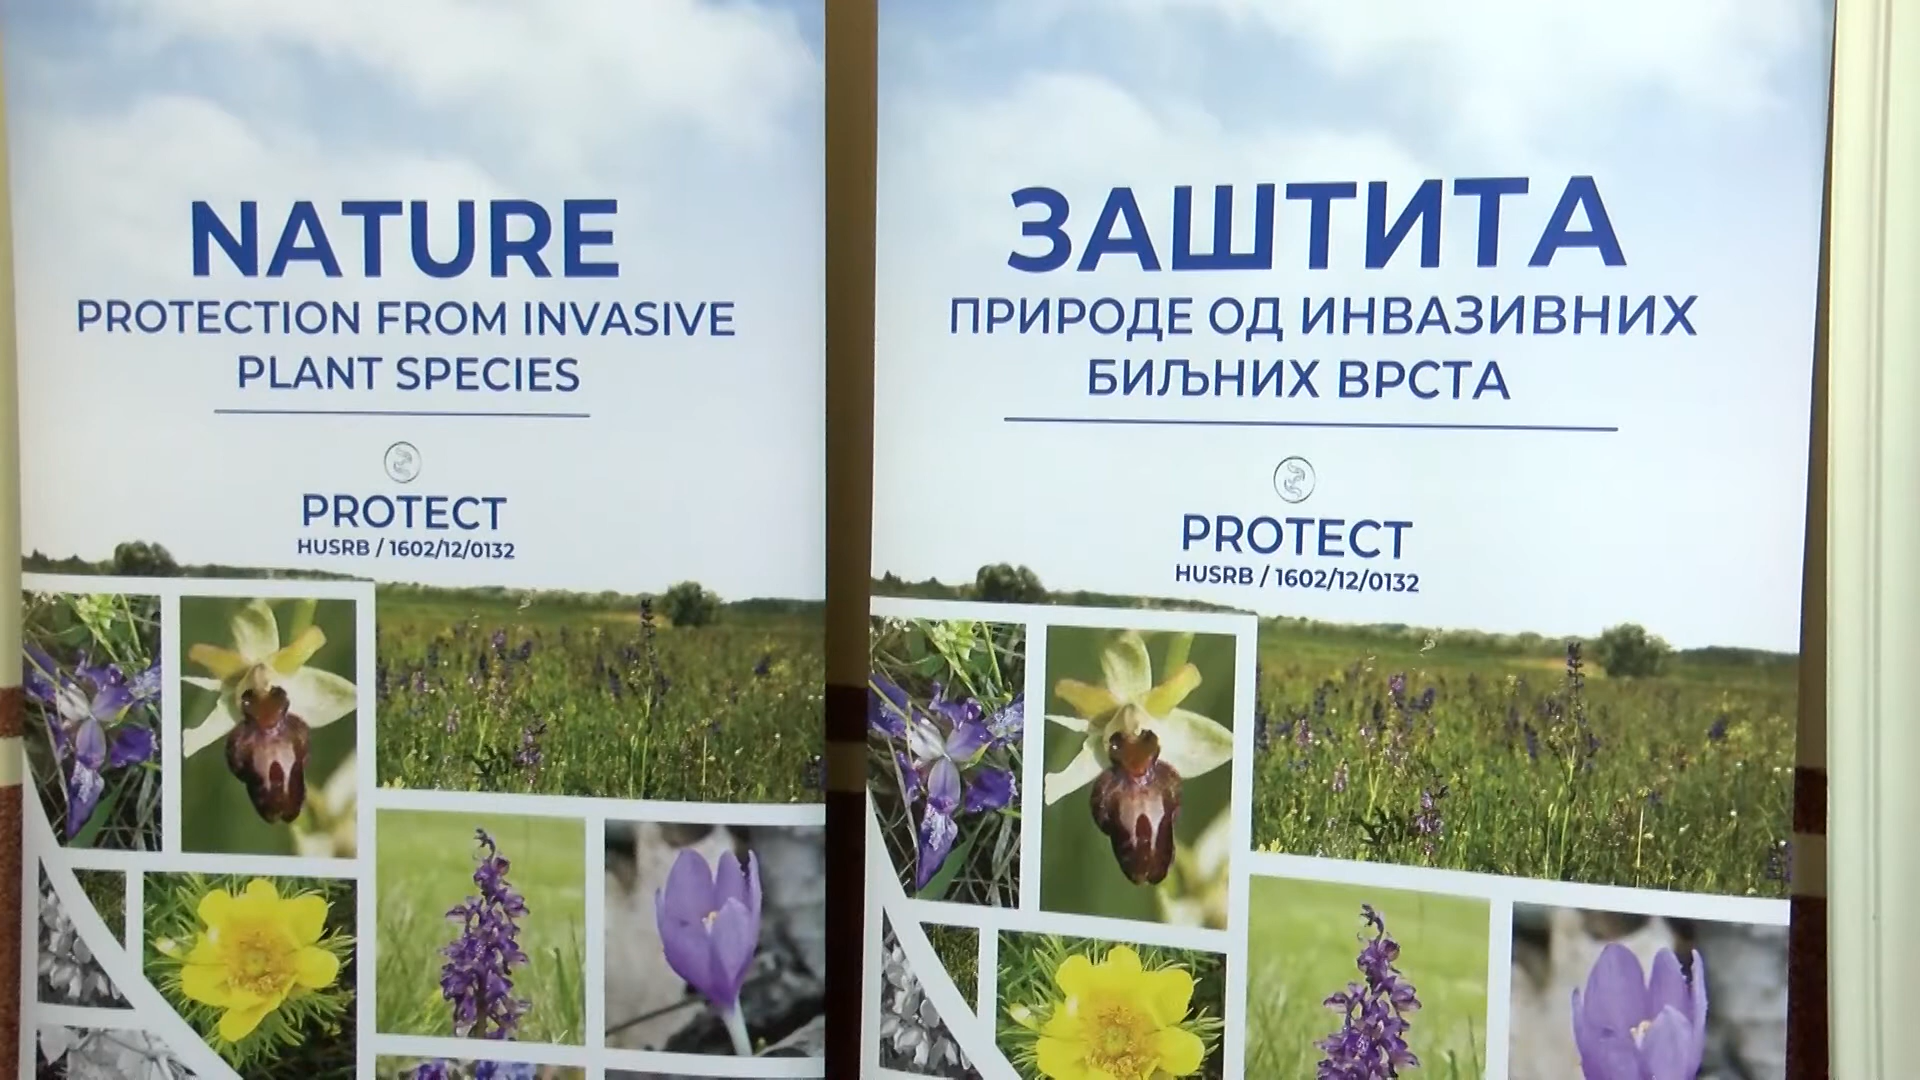 NATURE
PROTECTION FROM INVASIVE
PLANT SPECIES
PROTECT
HUSRB / 1602/12/0132
ЗАШТИТА
ПРИРОДЕ ОД ИНВАЗИВНИХ
БИЉНИХ ВРСТА
PROTECT
HUSRB / 1602/12/0132